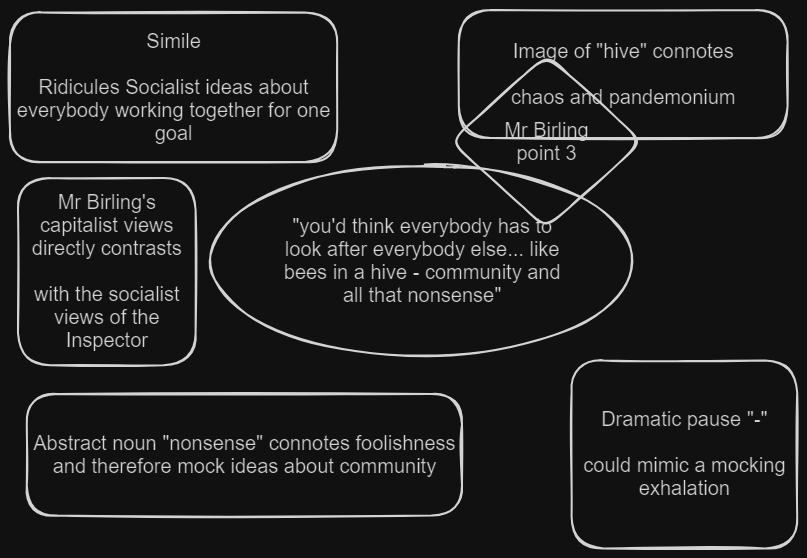 Simile
Ridicules Socialist ideas about
everybody working together for one
goal
Image of "hive" connotes
chaos and pandemonium
Mr Birling
point 3
Mr Birling's
capitalist views
directly contrasts
with the socialist
views of the
Inspector
"you'd think everybody has to
look after everybody else... like
bees in a hive - community and
all that nonsense"
Abstract noun "nonsense" connotes foolishness
and therefore mock ideas about community
Dramatic pause "-"
could mimic a mocking
exhalation